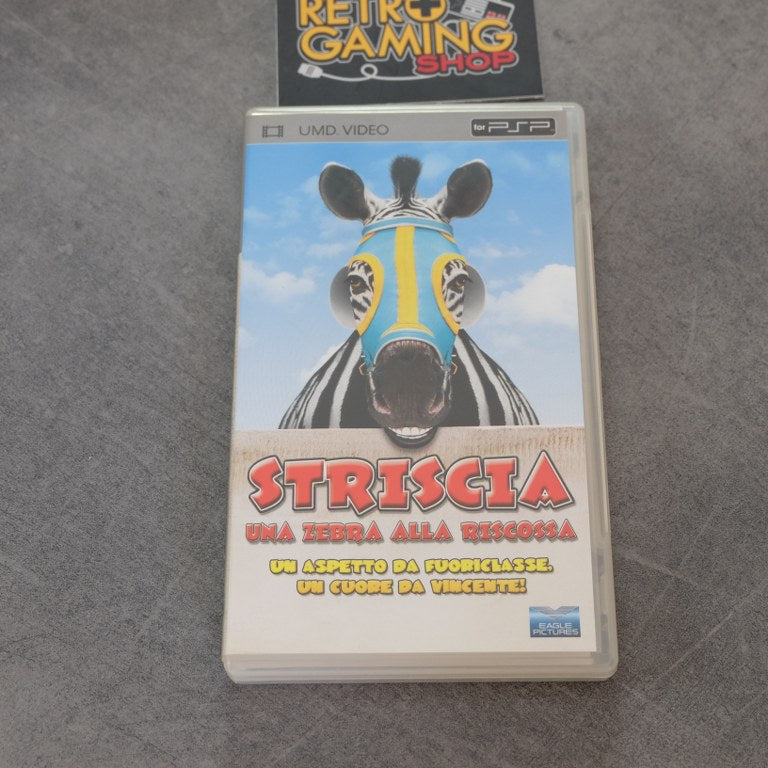 RETRO
GAMING
SHOP
UMD VIDEO
for PSP
STRISCIA
UNA ZEBRA ALLA RISCOSSA
UN ASPETTO DA FUORICLASSE.
UN CUORE DA VINCENTE!
EAGLE
PICTURES